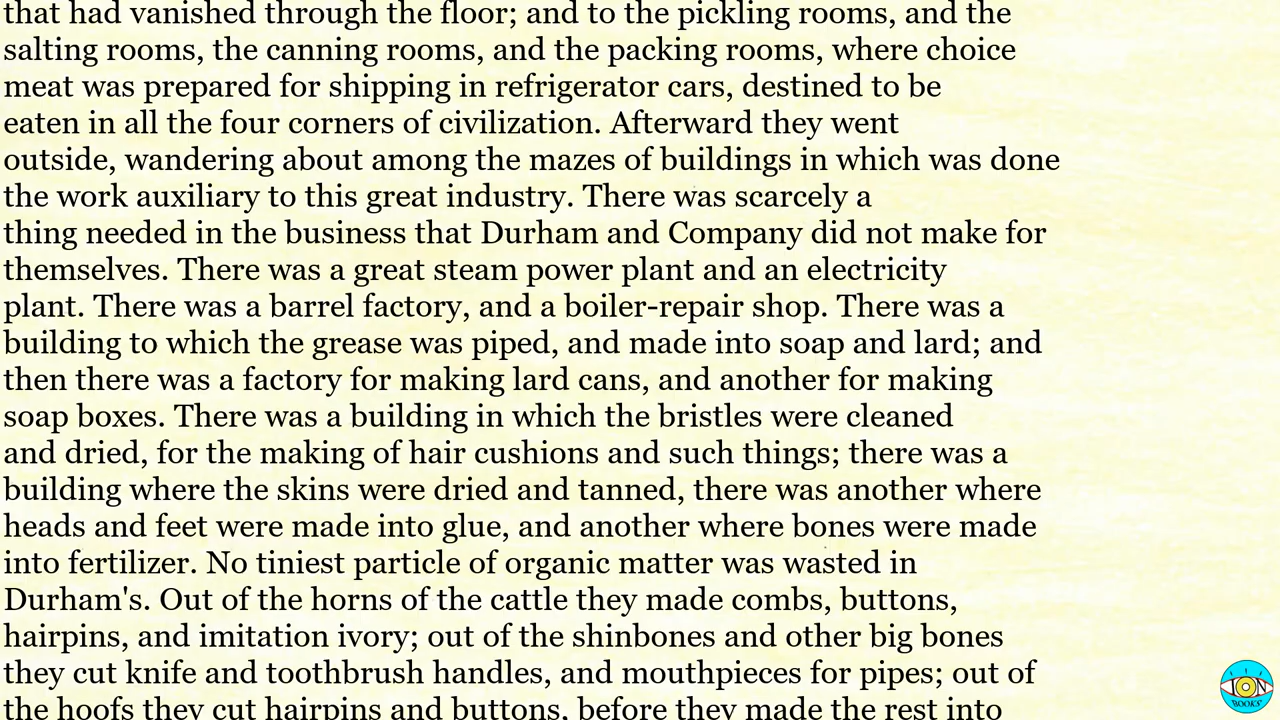 that had vanished through the floor; and to the pickling rooms, and the
salting rooms, the canning rooms, and the packing rooms, where choice
meat was prepared for shipping in refrigerator cars, destined to be
eaten in all the four corners of civilization. Afterward they went
outside, wandering about among the mazes of buildings in which was done
the work auxiliary to this great industry. There was scarcely a
thing needed in the business that Durham and Company did not make for
themselves. There was a great steam power plant and an electricity
plant. There was a barrel factory, and a boiler-repair shop. There was a
building to which the grease was piped, and made into soap and lard; and
then there was a factory for making lard cans, and another for making
soap boxes. There was a building in which the bristles were cleaned
and dried, for the making of hair cushions and such things; there was a
building where the skins were dried and tanned, there was another where
heads and feet were made into glue, and another where bones were made
into fertilizer. No tiniest particle of organic matter was wasted in
Durham's. Out of the horns of the cattle they made combs, buttons,
hairpins, and imitation ivory; out of the shinbones and other big bones
they cut knife and toothbrush handles, and mouthpieces for pipes; out of
the hoofs they cut hairpins and buttons, before they made the rest into
ION
BOOKS